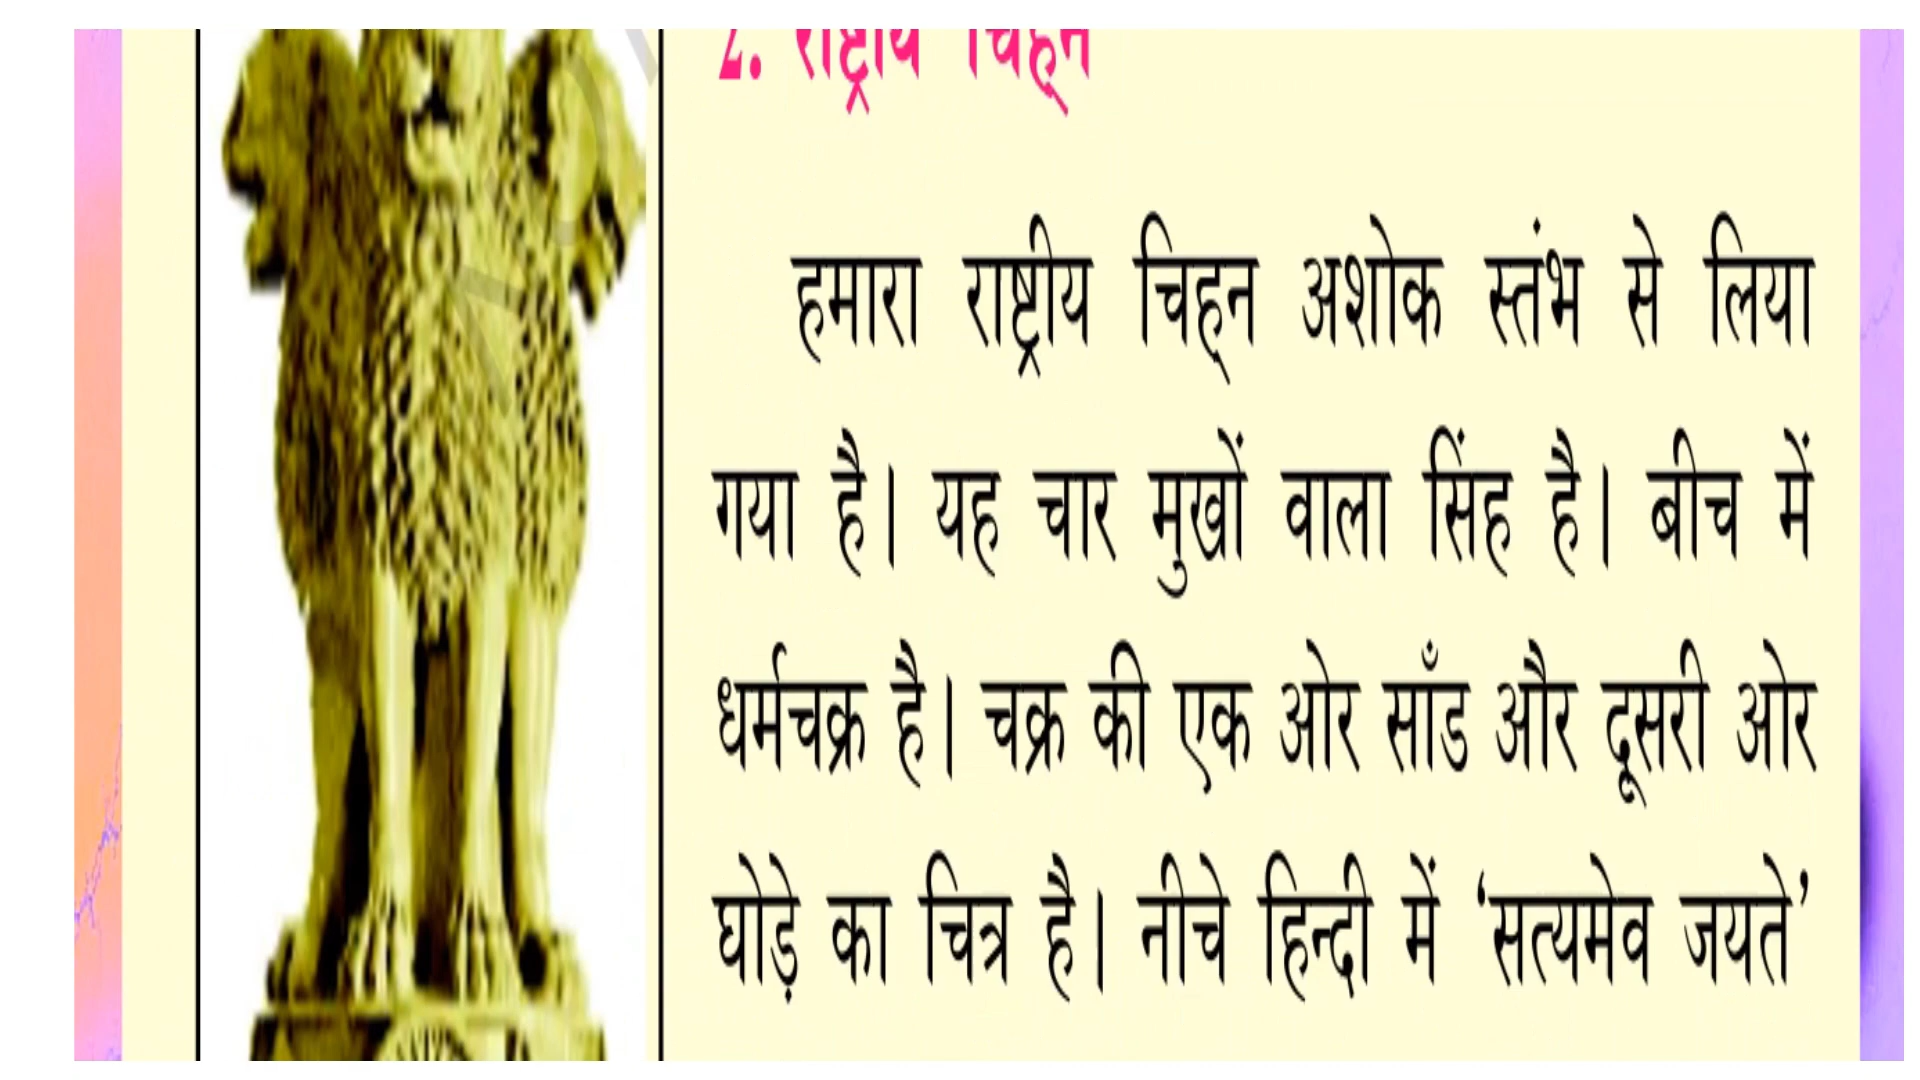 2. राष्ट्रीय चिह्न
हमारा राष्ट्रीय चिह्न अशोक स्तंभ से लिया
गया है। यह चार मुखों वाला सिंह है। बीच में
धर्मचक्र है। चक्र की एक ओर साँड और दूसरी ओर
घोड़े का चित्र है। नीचे हिन्दी में ‘सत्यमेव जयते’